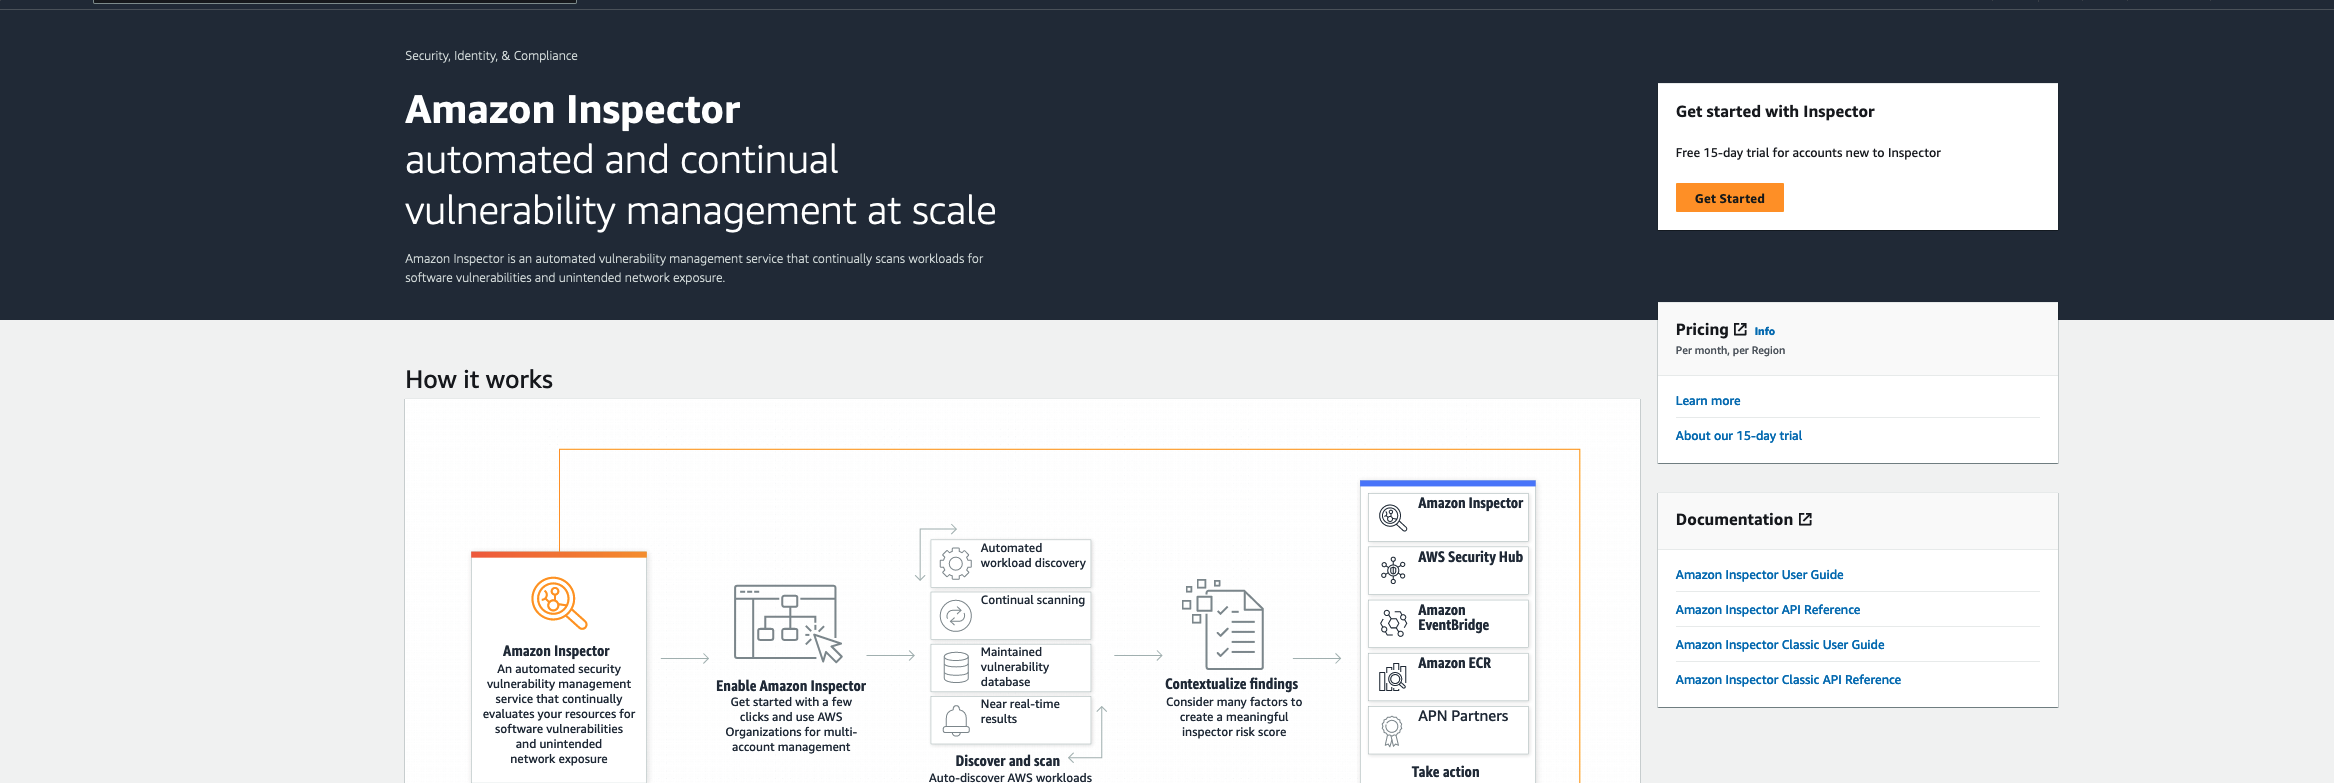 Security, Identity, & Compliance
Amazon Inspector
automated and continual
vulnerability management at scale
Amazon Inspector is an automated vulnerability management service that continually scans workloads for
software vulnerabilities and unintended network exposure.
Get started with Inspector
Free 15-day trial for accounts new to Inspector
Get Started
Pricing Info
Per month, per Region
Learn more
About our 15-day trial
Documentation
Amazon Inspector User Guide
Amazon Inspector API Reference
Amazon Inspector Classic User Guide
Amazon Inspector Classic API Reference
How it works
Amazon Inspector
An automated security
vulnerability management
service that continually
evaluates your resources for
software vulnerabilities
and unintended
network exposure
Enable Amazon Inspector
Get started with a few
clicks and use AWS
Organizations for multi-
account management
Automated
workload discovery
Continual scanning
Maintained
vulnerability
database
Near real-time
results
Discover and scan
Auto-discover AWS workloads
Contextualize findings
Consider many factors to
create a meaningful
inspector risk score
Amazon Inspector
AWS Security Hub
Amazon
EventBridge
Amazon ECR
APN Partners
Take action